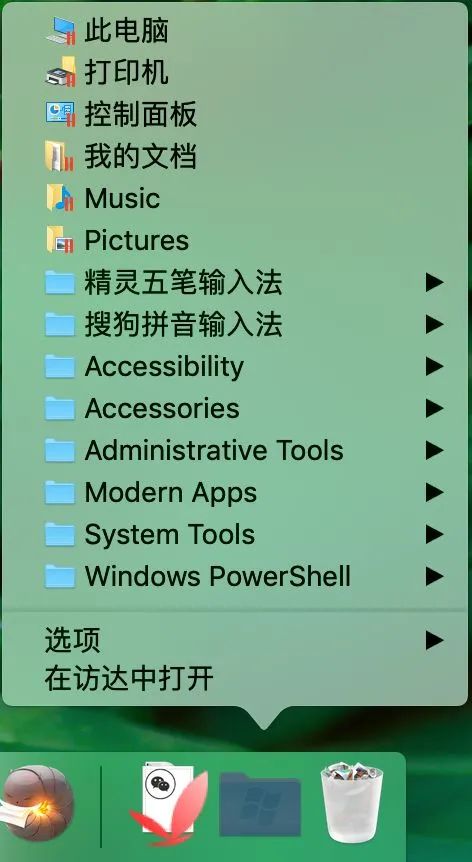 此电脑
打印机
控制面板
我的文档
Music
Pictures
精灵五笔输入法
搜狗拼音输入法
Accessibility
Accessories
Administrative Tools
Modern Apps
System Tools
Windows PowerShell
选项
在访达中打开